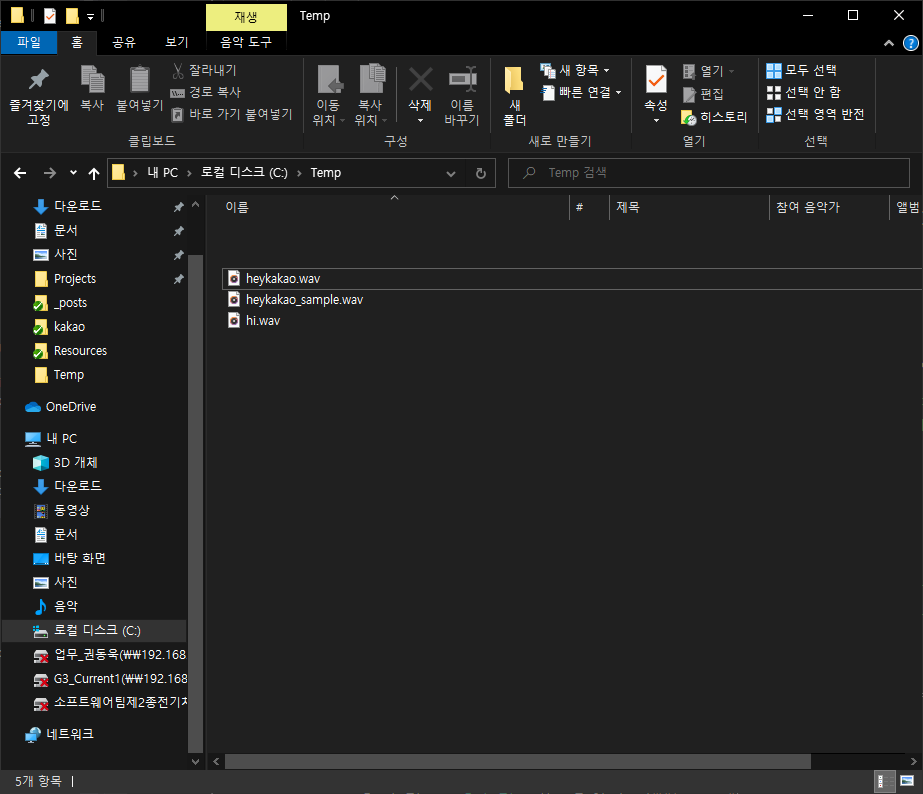 재생
Temp
파일
홈
공유
보기
음악 도구
즐겨찾기에
고정
복사
붙여넣기
잘라내기
경로 복사
바로 가기 붙여넣기
클립보드
이동
위치
복사
위치
삭제
이름
바꾸기
구성
새
폴더
새 항목
빠른 연결
새로 만들기
속성
열기
편집
히스토리
열기
모두 선택
선택 안 함
선택 영역 반전
선택
내 PC > 로컬 디스크 (C:) > Temp
Temp 검색
다운로드
문서
사진
Projects
_posts
kakao
Resources
Temp
OneDrive
내 PC
3D 개체
다운로드
동영상
문서
바탕 화면
사진
음악
로컬 디스크 (C:)
업무_권동욱(₩₩192.168
G3_Current1(₩₩192.168
소프트웨어팀제2종전기차
네트워크
이름
#
제목
참여 음악가
앨범
heykakao.wav
heykakao_sample.wav
hi.wav
5개 항목